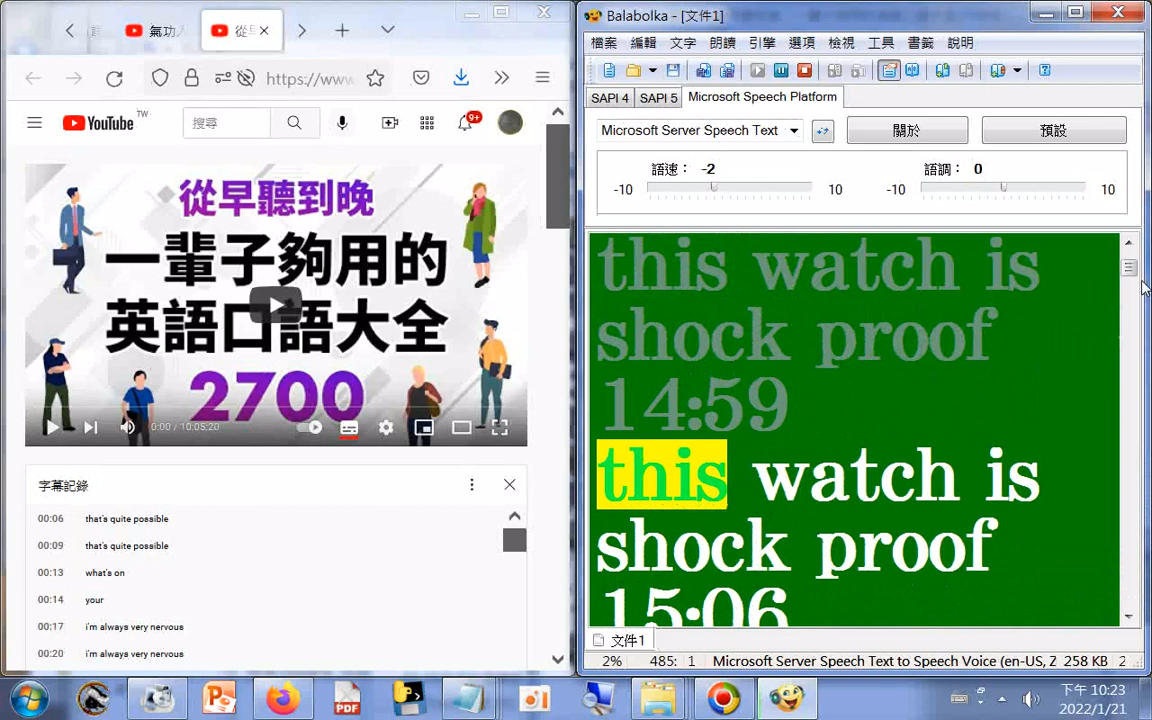 氣功
從
https://www
YouTube TW
搜尋
9+
從早聽到晚
一輩子夠用的
英語口語大全
2700
0:00 / 10:05:20
字幕記錄
00:06 that's quite possible
00:09 that's quite possible
00:13 what's on
00:14 your
00:17 i'm always very nervous
00:20 i'm always very nervous
Balabolka - [文件1]
檔案 編輯 文字 朗讀 引擎 選項 檢視 工具 書籤 說明
SAPI 4 SAPI 5 Microsoft Speech Platform
Microsoft Server Speech Text 關於 預設
語速： -2 語調： 0
-10 10 -10 10
this watch is
shock proof
14:59
this watch is
shock proof
15:06
文件1
2% 485: 1 Microsoft Server Speech Text to Speech Voice (en-US, Z 258 KB 2
PDF
下午 10:23
2022/1/21